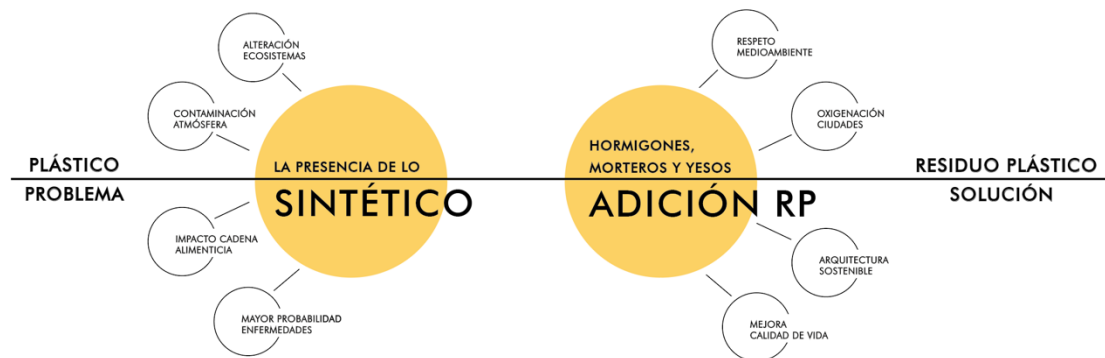 ALTERACIÓN
ECOSISTEMAS
CONTAMINACIÓN
ATMÓSFERA
PLÁSTICO
PROBLEMA
LA PRESENCIA DE LO
SINTÉTICO
IMPACTO CADENA
ALIMENTICIA
MAYOR PROBABILIDAD
ENFERMEDADES
RESPETO
MEDIOAMBIENTE
OXIGENACIÓN
CIUDADES
HORMIGONES,
MORTEROS Y YESOS
ADICIÓN RP
RESIDUO PLÁSTICO
SOLUCIÓN
ARQUITECTURA
SOSTENIBLE
MEJORA
CALIDAD DE VIDA